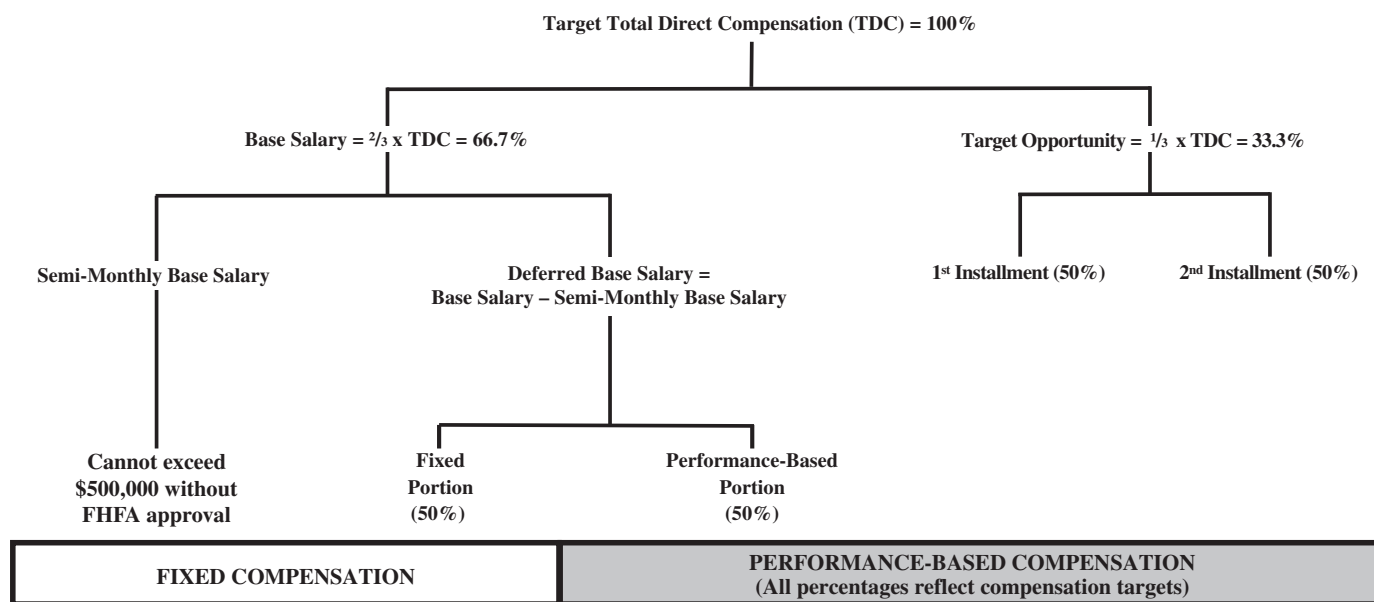 Target Total Direct Compensation (TDC) = 100%
Base Salary = ²/₃ x TDC = 66.7%
Target Opportunity = ¹/₃ x TDC = 33.3%
Semi-Monthly Base Salary
Deferred Base Salary =
Base Salary – Semi-Monthly Base Salary
1st Installment (50%)
2nd Installment (50%)
Cannot exceed
$500,000 without
FHFA approval
Fixed
Portion
(50%)
Performance-Based
Portion
(50%)
FIXED COMPENSATION
PERFORMANCE-BASED COMPENSATION
(All percentages reflect compensation targets)